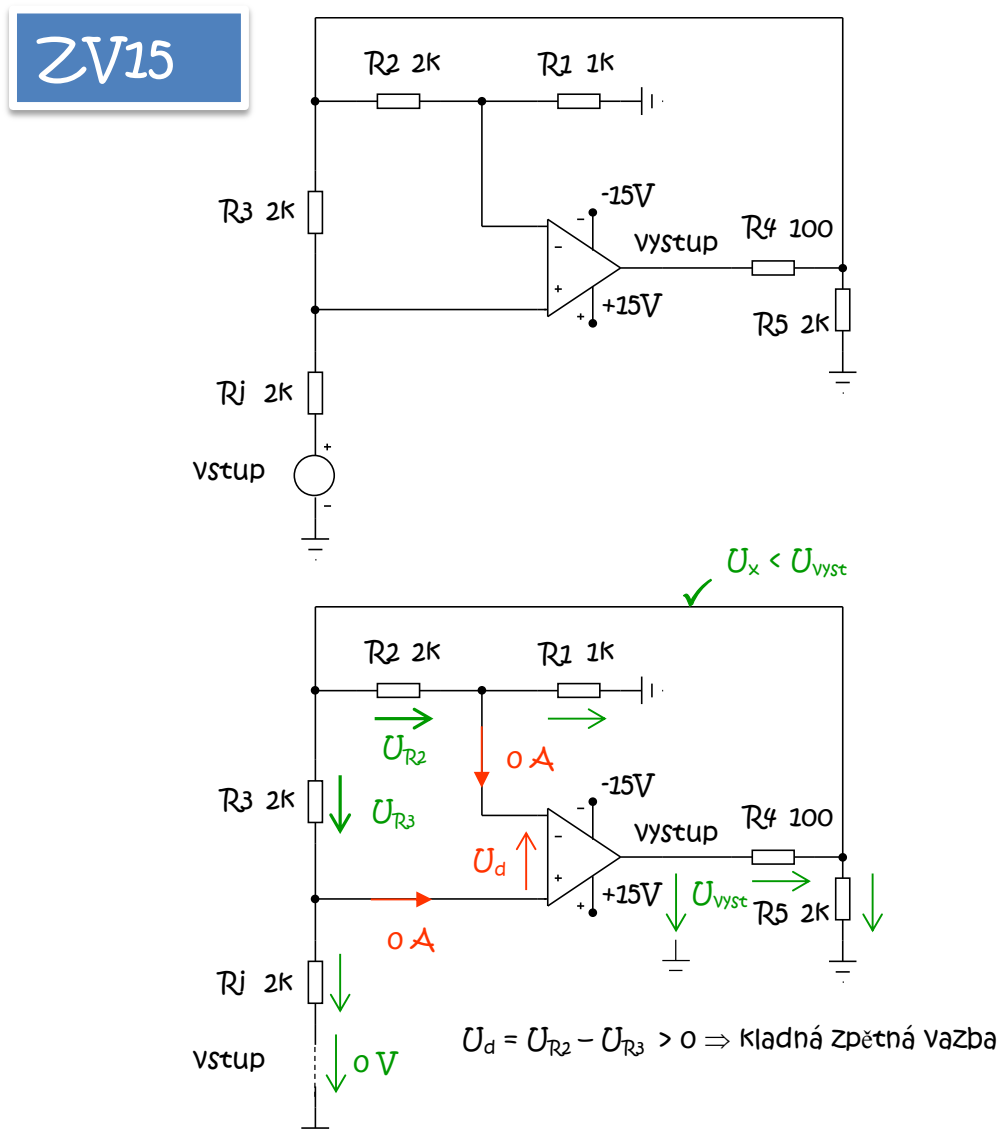 ZV15
R2 2K
R1 1K
R3 2K
-15V
vystup
R4 100
+15V
R5 2K
Rj 2K
vstup
Ux < Uvyst
R2 2K
R1 1K
UR2
0 A
R3 2K
UR3
-15V
vystup
R4 100
Ud
+15V
Uvyst
R5 2K
0 A
Rj 2K
Ud = UR2 – UR3 > 0 ⇒ kladná zpětná vazba
vstup
0 V